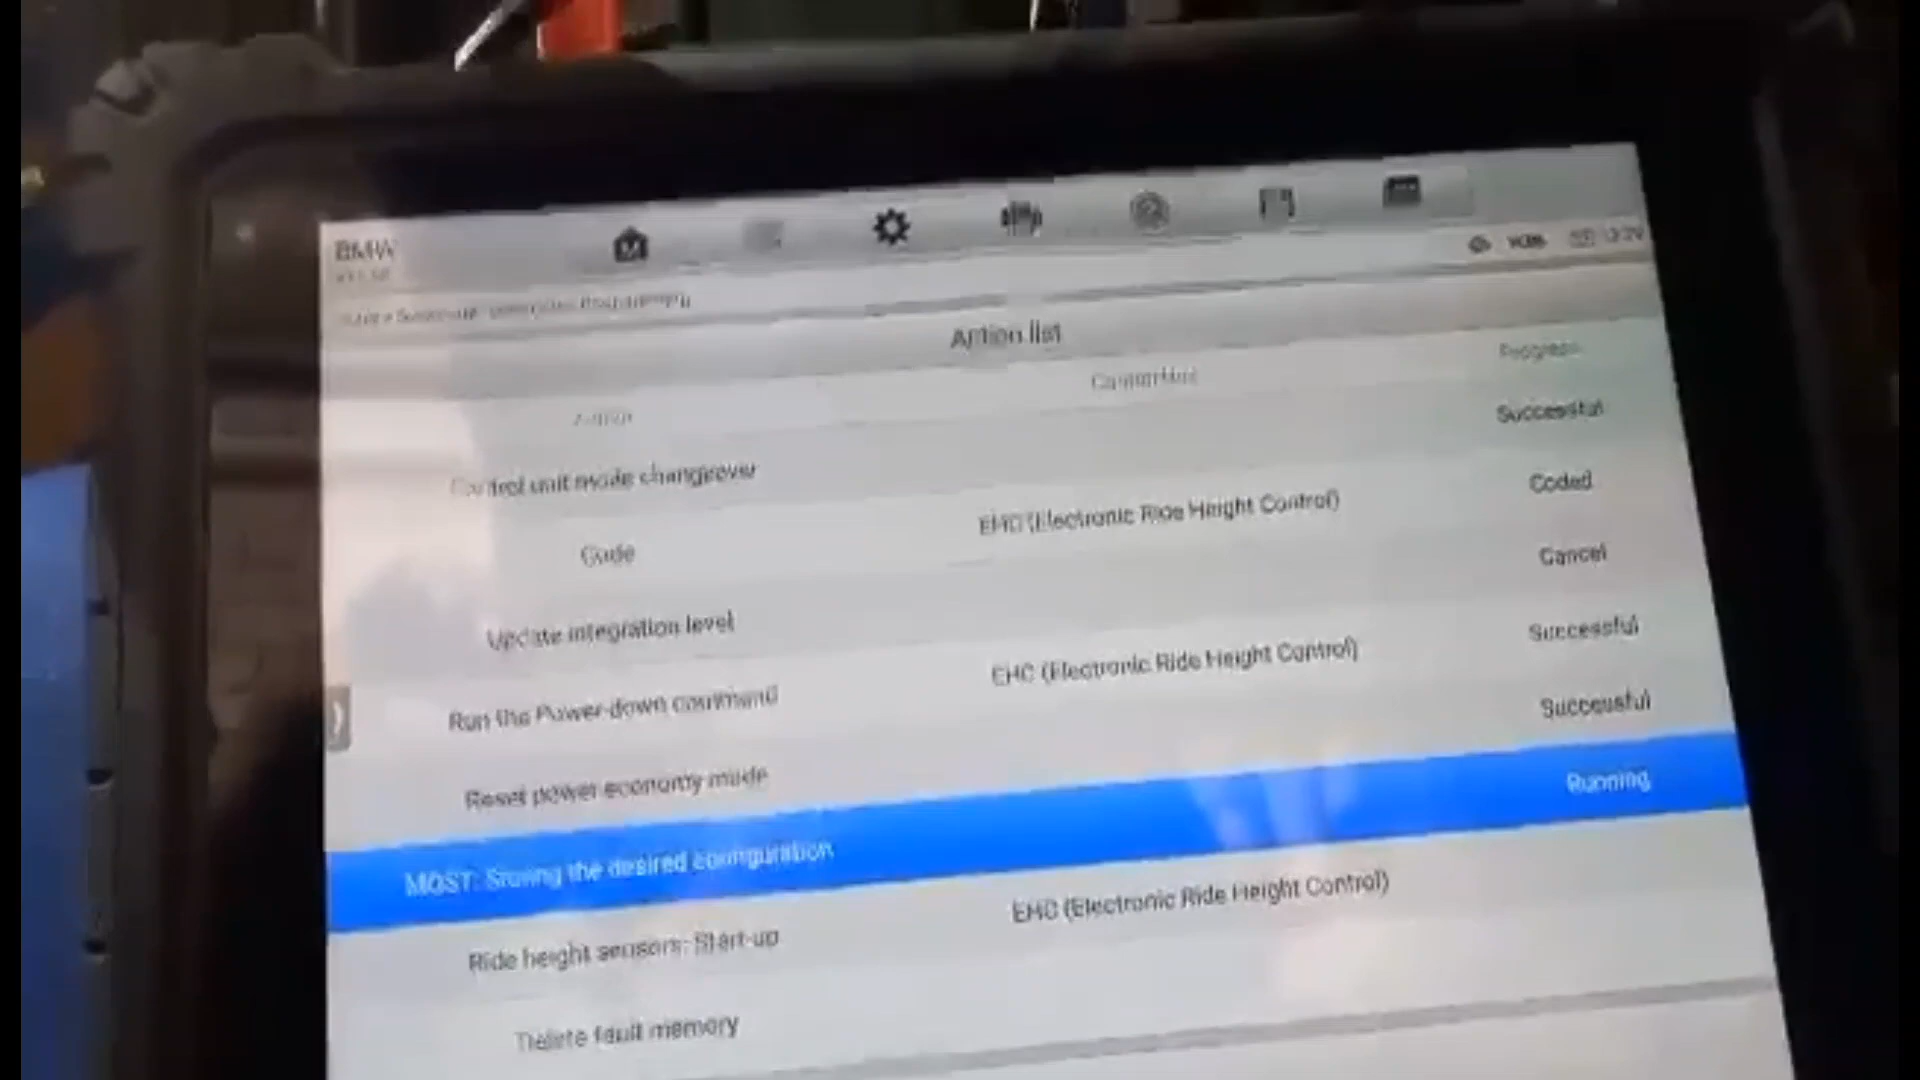 BMW
Action list
Progress
Control unit mode changeover Successful
Code EHC (Electronic Ride Height Control) Coded
Update integration level Cancel
Run the Power-down command EHC (Electronic Ride Height Control) Successful
Reset power economy mode Successful
MOST: Storing the desired configuration Running
Ride height sensors: Start-up EHC (Electronic Ride Height Control)
Delete fault memory